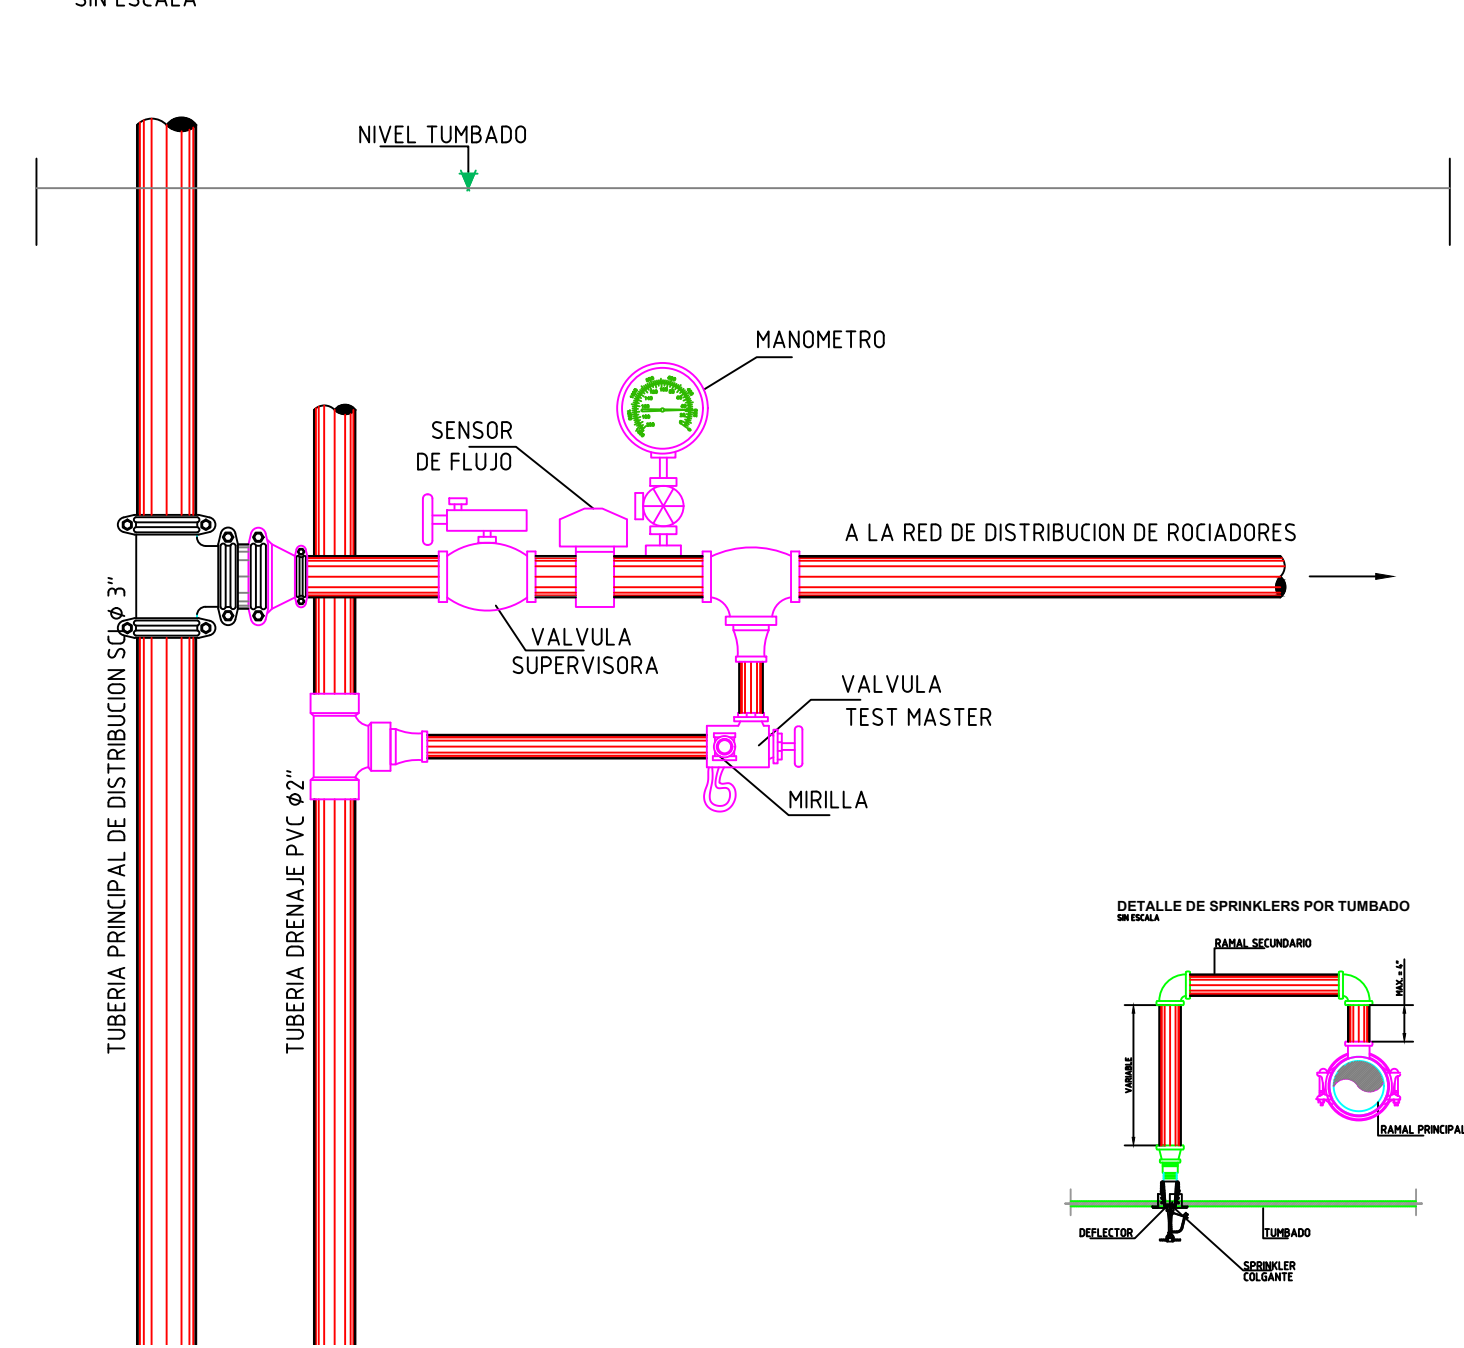 SIN ESCALA
NIVEL TUMBADO
MANOMETRO
SENSOR
DE FLUJO
A LA RED DE DISTRIBUCION DE ROCIADORES
VALVULA
SUPERVISORA
VALVULA
TEST MASTER
MIRILLA
TUBERIA PRINCIPAL DE DISTRIBUCION SCI ϕ 3"
TUBERIA DRENAJE PVC ϕ2"
DETALLE DE SPRINKLERS POR TUMBADO
SIN ESCALA
RAMAL SECUNDARIO
MAX. = 4"
VARIABLE
RAMAL PRINCIPAL
DEFLECTOR
TUMBADO
SPRINKLER
COLGANTE